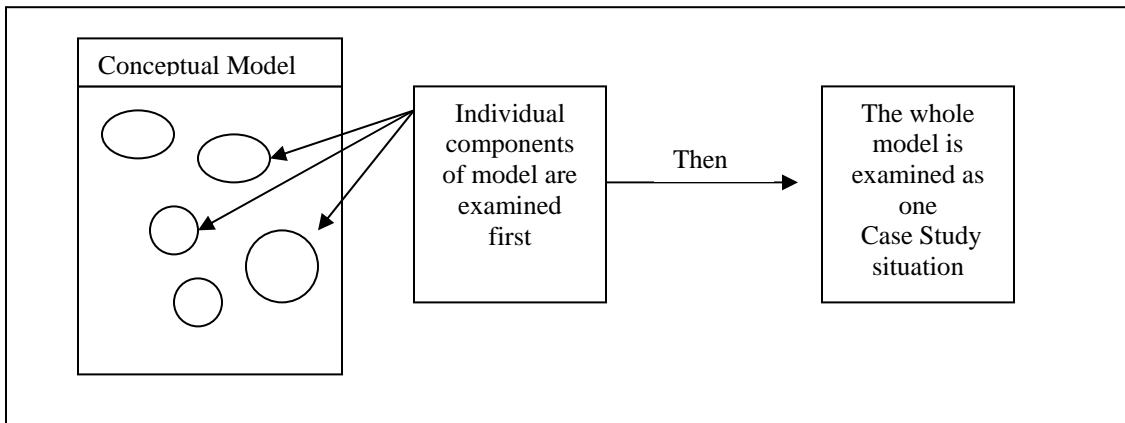 Conceptual Model
Individual
components
of model are
examined
first
Then
The whole
model is
examined as
one
Case Study
situation